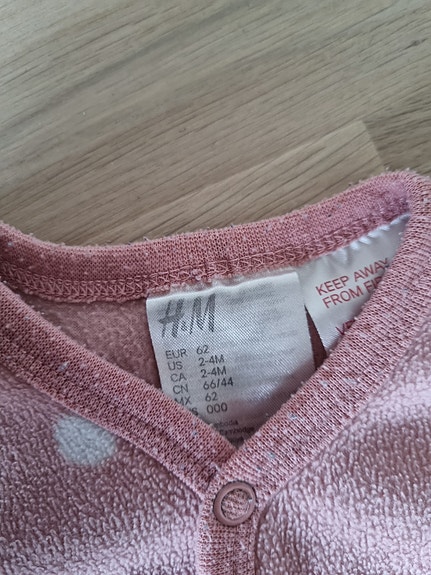 H&M
EUR 62
US 2-4M
CA 2-4M
CN 66/44
MX 62
000
KEEP AWAY
FROM